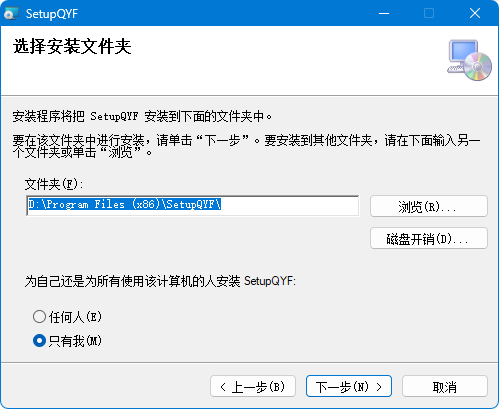 SetupQYF
选择安装文件夹
安装程序将把 SetupQYF 安装到下面的文件夹中。
要在该文件夹中进行安装，请单击“下一步”。要安装到其他文件夹，请在下面输入另一
个文件夹或单击“浏览”。
文件夹(F):
D:\Program Files (x86)\SetupQYF\
浏览(R)...
磁盘开销(D)...
为自己还是为所有使用该计算机的人安装 SetupQYF:
任何人(E)
只有我(M)
< 上一步(B)
下一步(N) >
取消